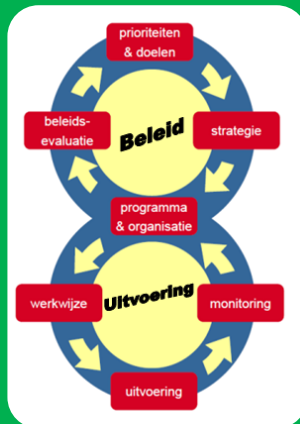 prioriteiten
& doelen
beleids-
evaluatie
Beleid
strategie
programma
& organisatie
werkwijze
Uitvoering
monitoring
uitvoering